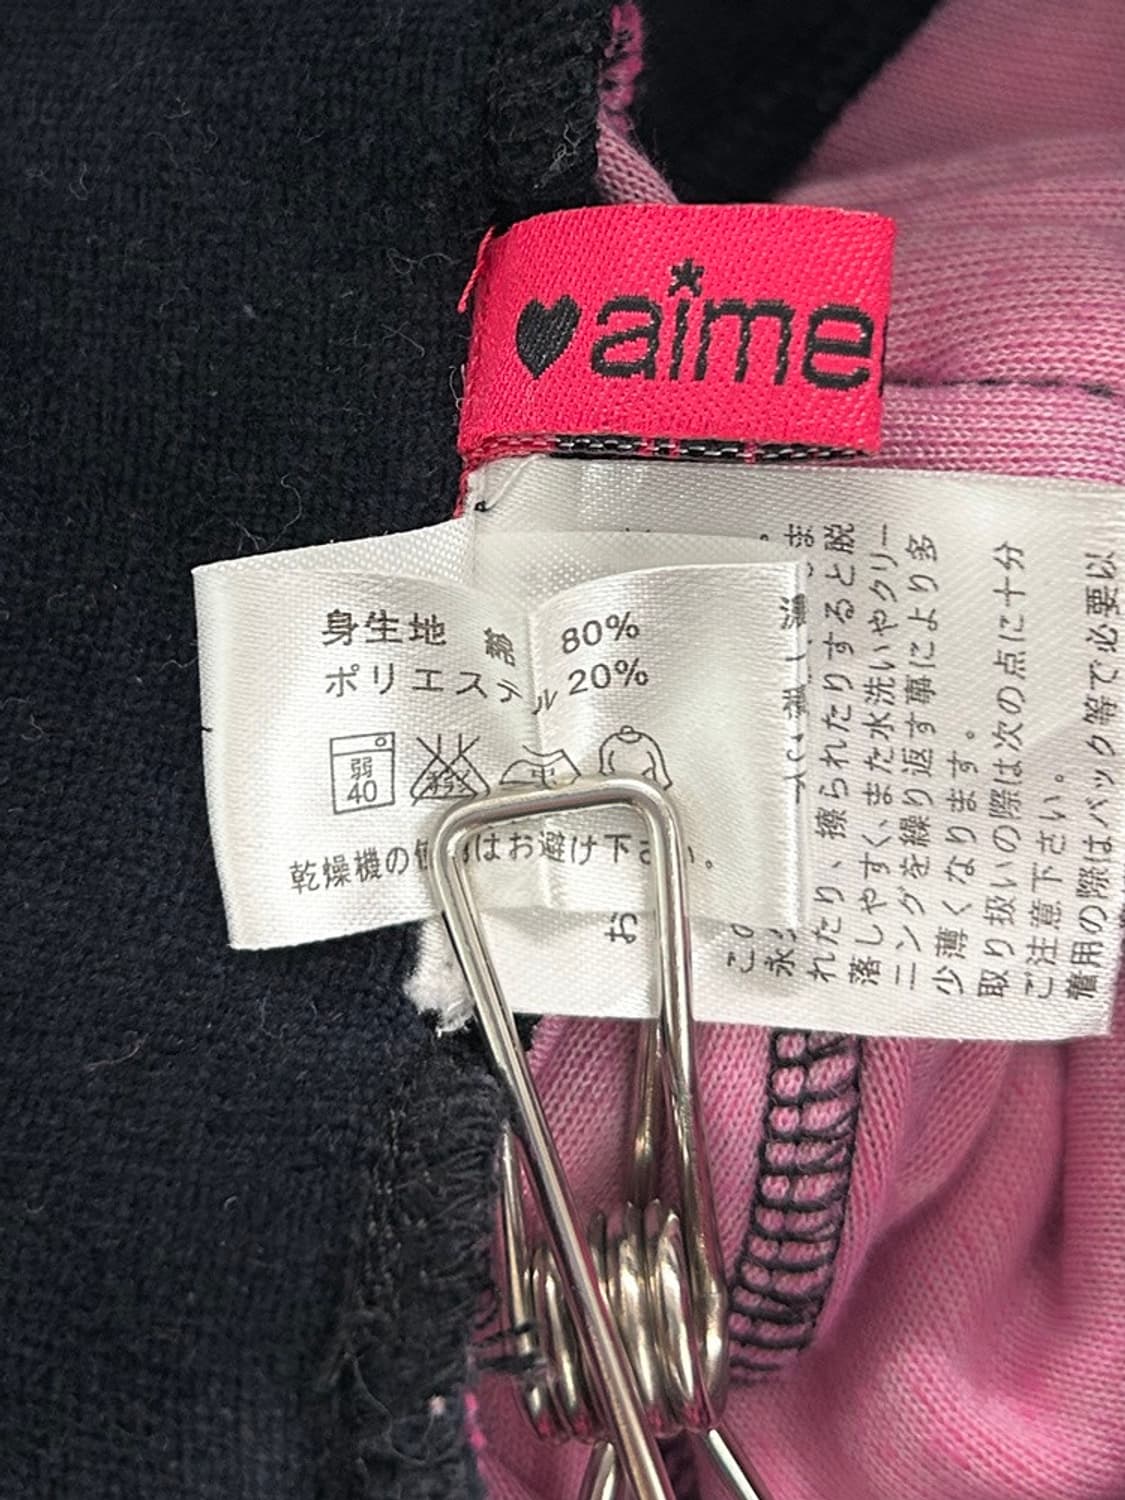 aime
身生地 綿 80%
ポリエステル 20%
弱
40
乾燥機の使用はお避け下さい。
お
この
れたり、擦られたりすると脱
落しやすく、また水洗いやクリー
ニングを繰り返す事により多
少薄くなります。
取り扱いの際は次の点に十分
ご注意下さい。
着用の際はバック等で必要以